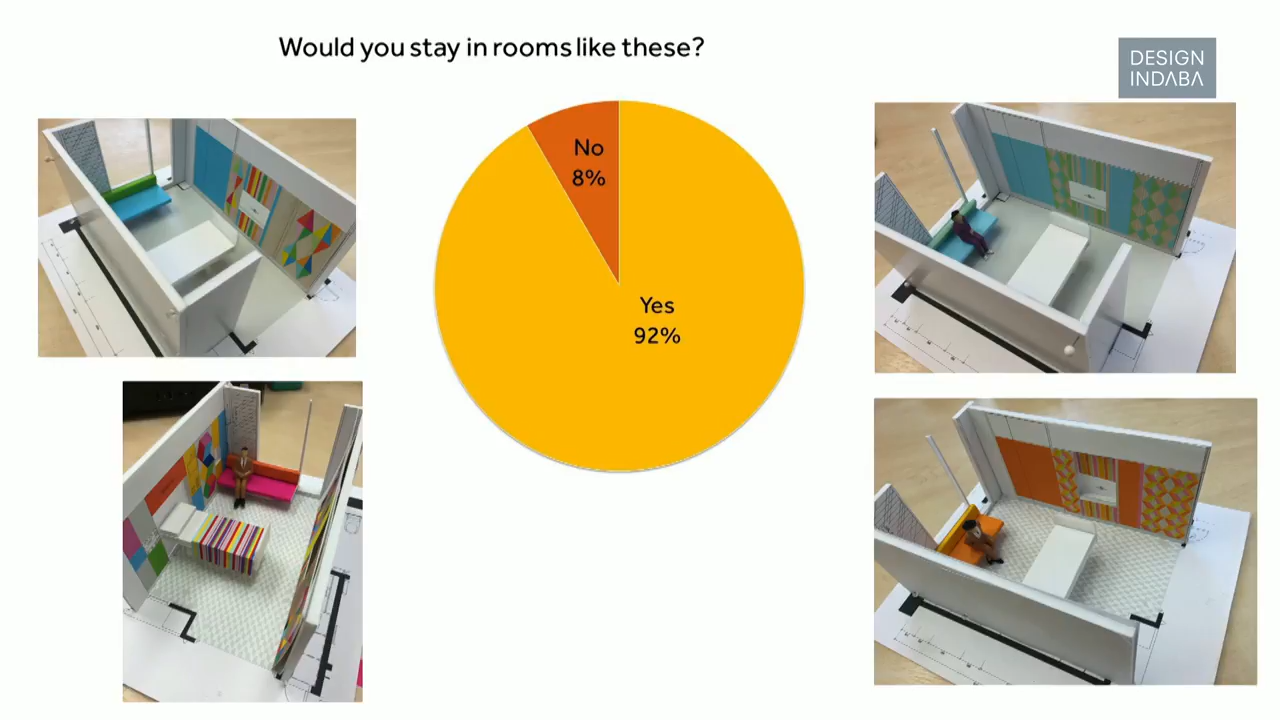 Would you stay in rooms like these?
DESIGN
INDABA
No
8%
Yes
92%